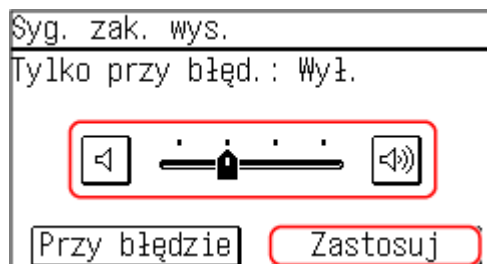 Syg. zak. wys.
Tylko przy błęd.: Wył.
Przy błędzie Zastosuj